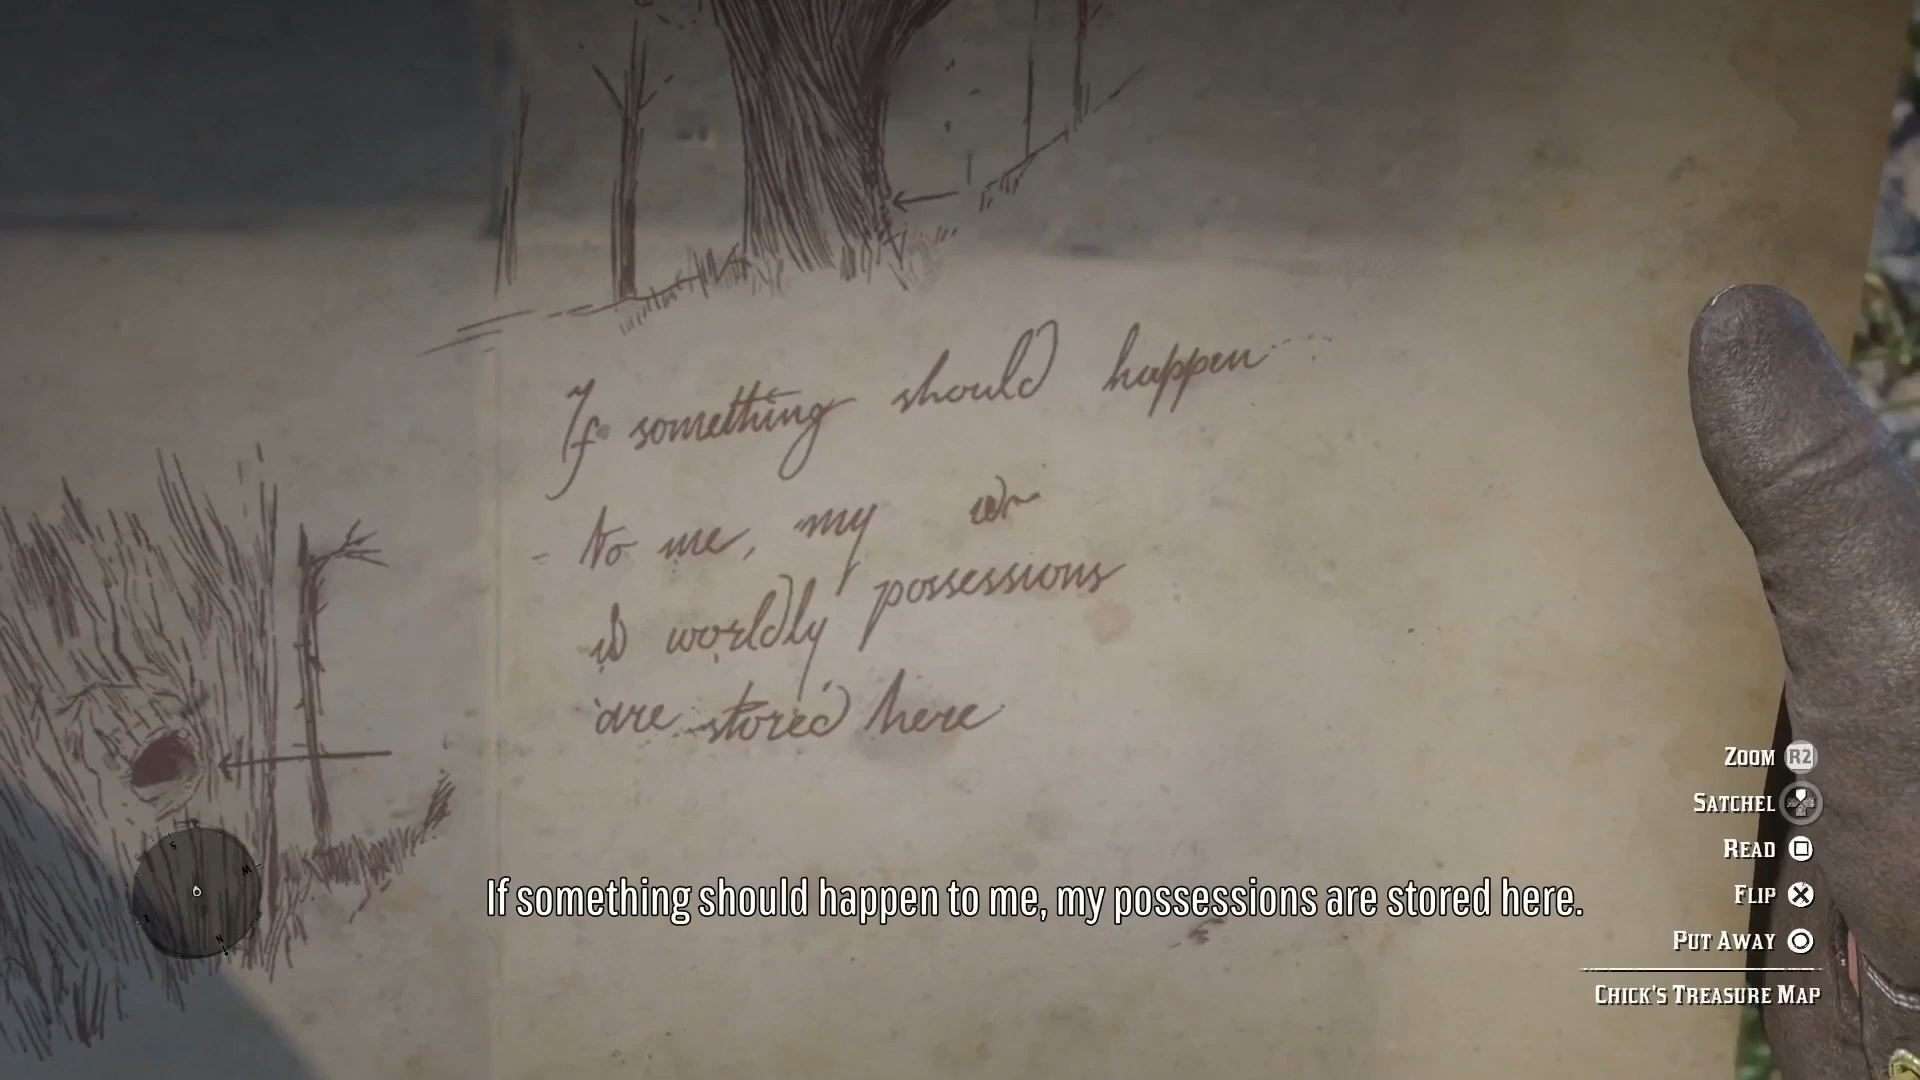 If something should happen
to me, my
worldly possessions
are stored here
If something should happen to me, my possessions are stored here.
ZOOM R2
SATCHEL
READ
FLIP
PUT AWAY
CHICK'S TREASURE MAP
S
W
N